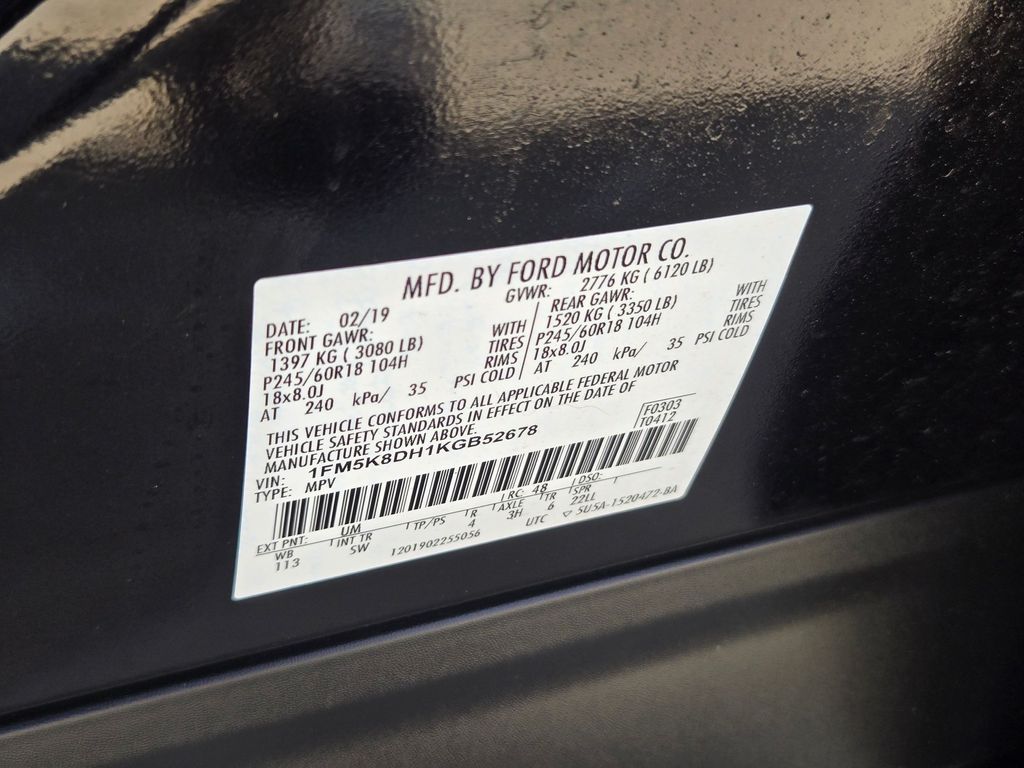 MFD. BY FORD MOTOR CO.
DATE: 02/19 GVWR: 2776 KG ( 6120 LB)
FRONT GAWR: REAR GAWR:
1397 KG ( 3080 LB) WITH 1520 KG ( 3350 LB) WITH
P245/60R18 104H TIRES P245/60R18 104H TIRES
18x8.0J RIMS 18x8.0J RIMS
AT 240 kPa/ 35 PSI COLD AT 240 kPa/ 35 PSI COLD
THIS VEHICLE CONFORMS TO ALL APPLICABLE FEDERAL MOTOR
VEHICLE SAFETY STANDARDS IN EFFECT ON THE DATE OF
MANUFACTURE SHOWN ABOVE.
VIN: 1FM5K8DH1KGB52678 F0303
TYPE: MPV T0412
EXT PNT: UM RC: 48 DSO:
WB INT TR TP/PS R AXLE TR SPR
113 SW 4 3H 6 22LL
1201902255056 UTC ▽ 5U5A-1520472-BA